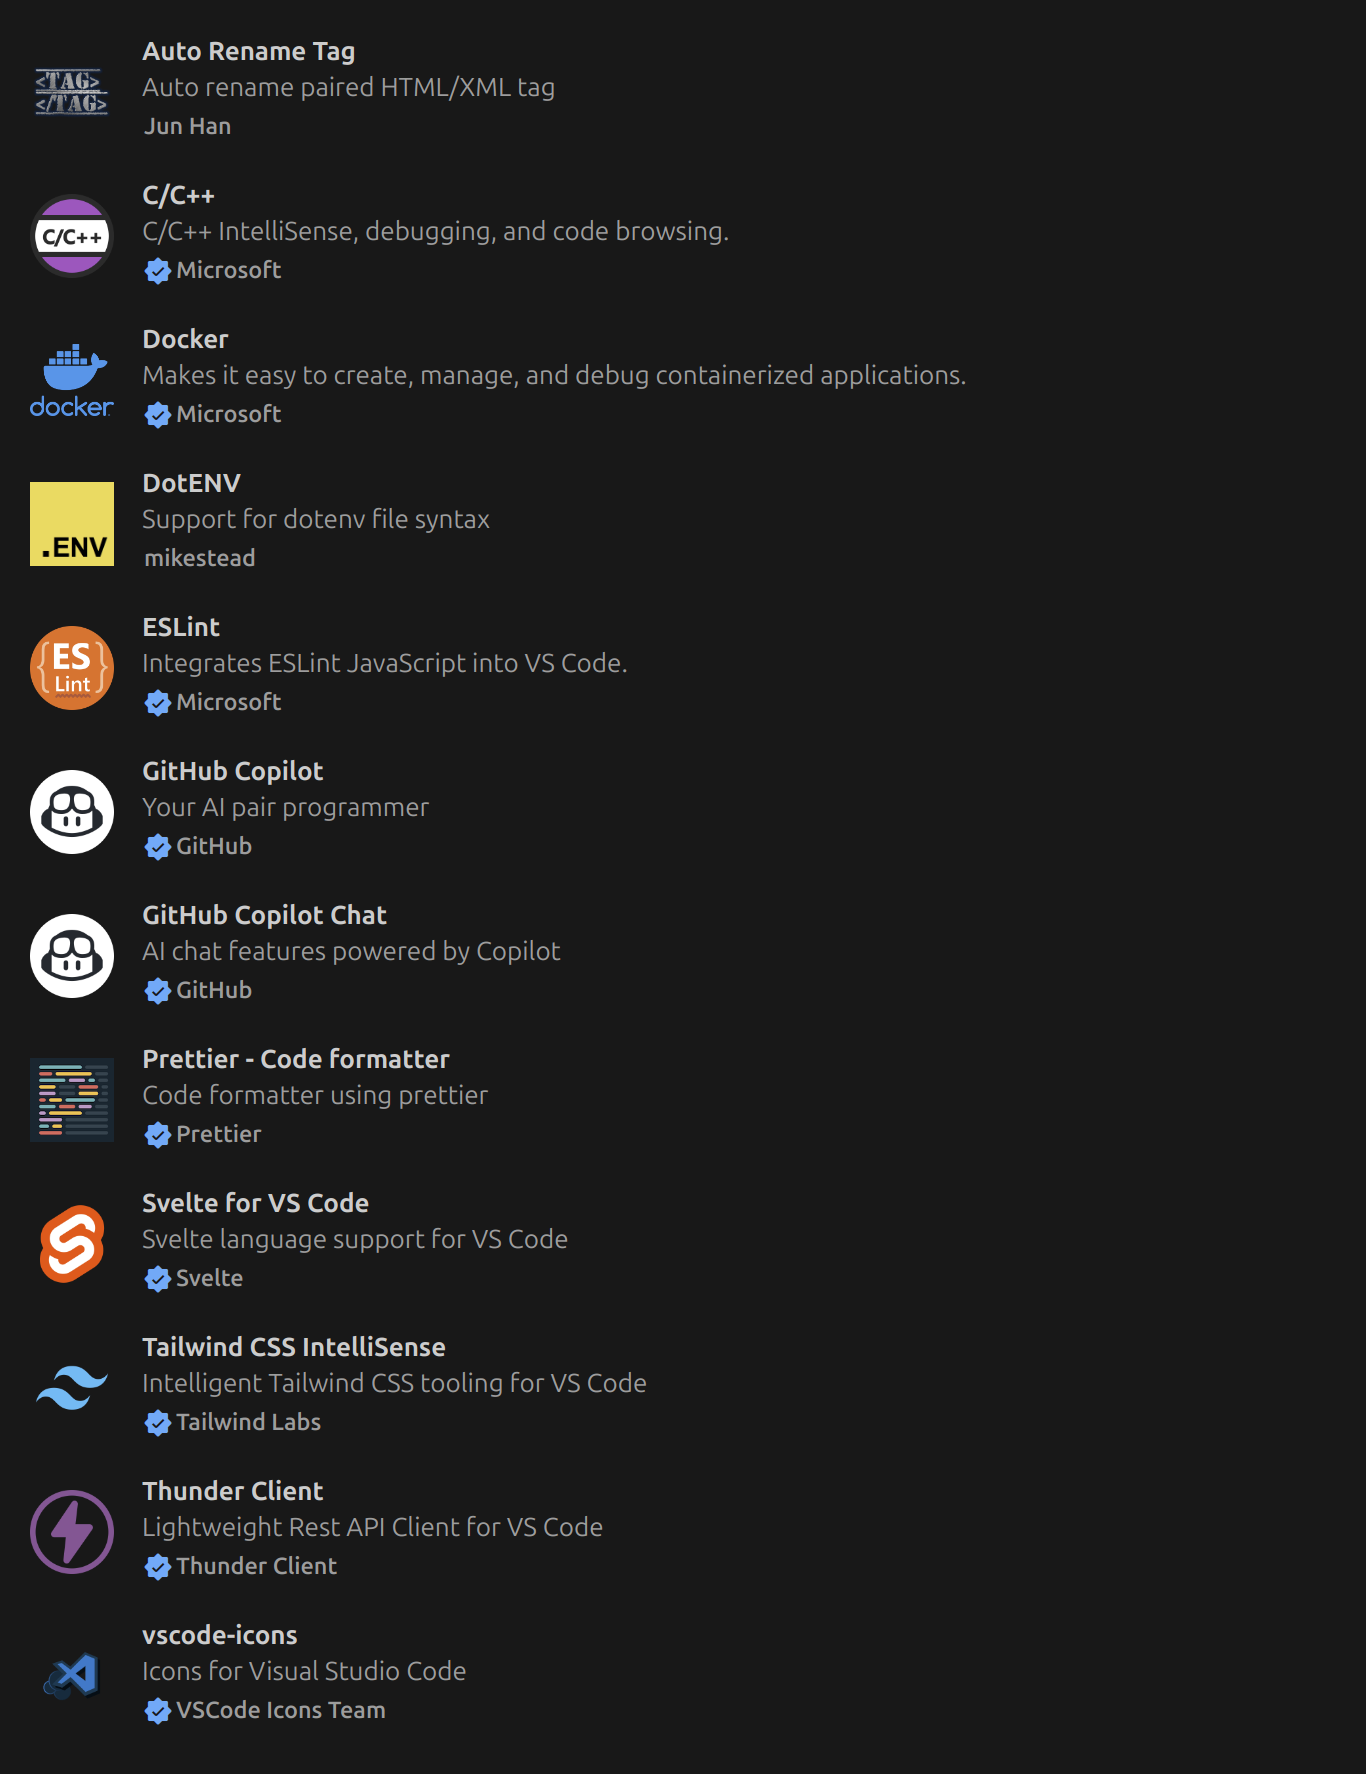 Auto Rename Tag
<TAG>
</TAG>
Auto rename paired HTML/XML tag
Jun Han
C/C++
C/C++
C/C++ IntelliSense, debugging, and code browsing.
Microsoft
Docker
docker
Makes it easy to create, manage, and debug containerized applications.
Microsoft
DotENV
.ENV
Support for dotenv file syntax
mikestead
ESLint
{ES
Lint}
Integrates ESLint JavaScript into VS Code.
Microsoft
GitHub Copilot
Your AI pair programmer
GitHub
GitHub Copilot Chat
AI chat features powered by Copilot
GitHub
Prettier - Code formatter
Code formatter using prettier
Prettier
Svelte for VS Code
Svelte language support for VS Code
Svelte
Tailwind CSS IntelliSense
Intelligent Tailwind CSS tooling for VS Code
Tailwind Labs
Thunder Client
Lightweight Rest API Client for VS Code
Thunder Client
vscode-icons
Icons for Visual Studio Code
VSCode Icons Team